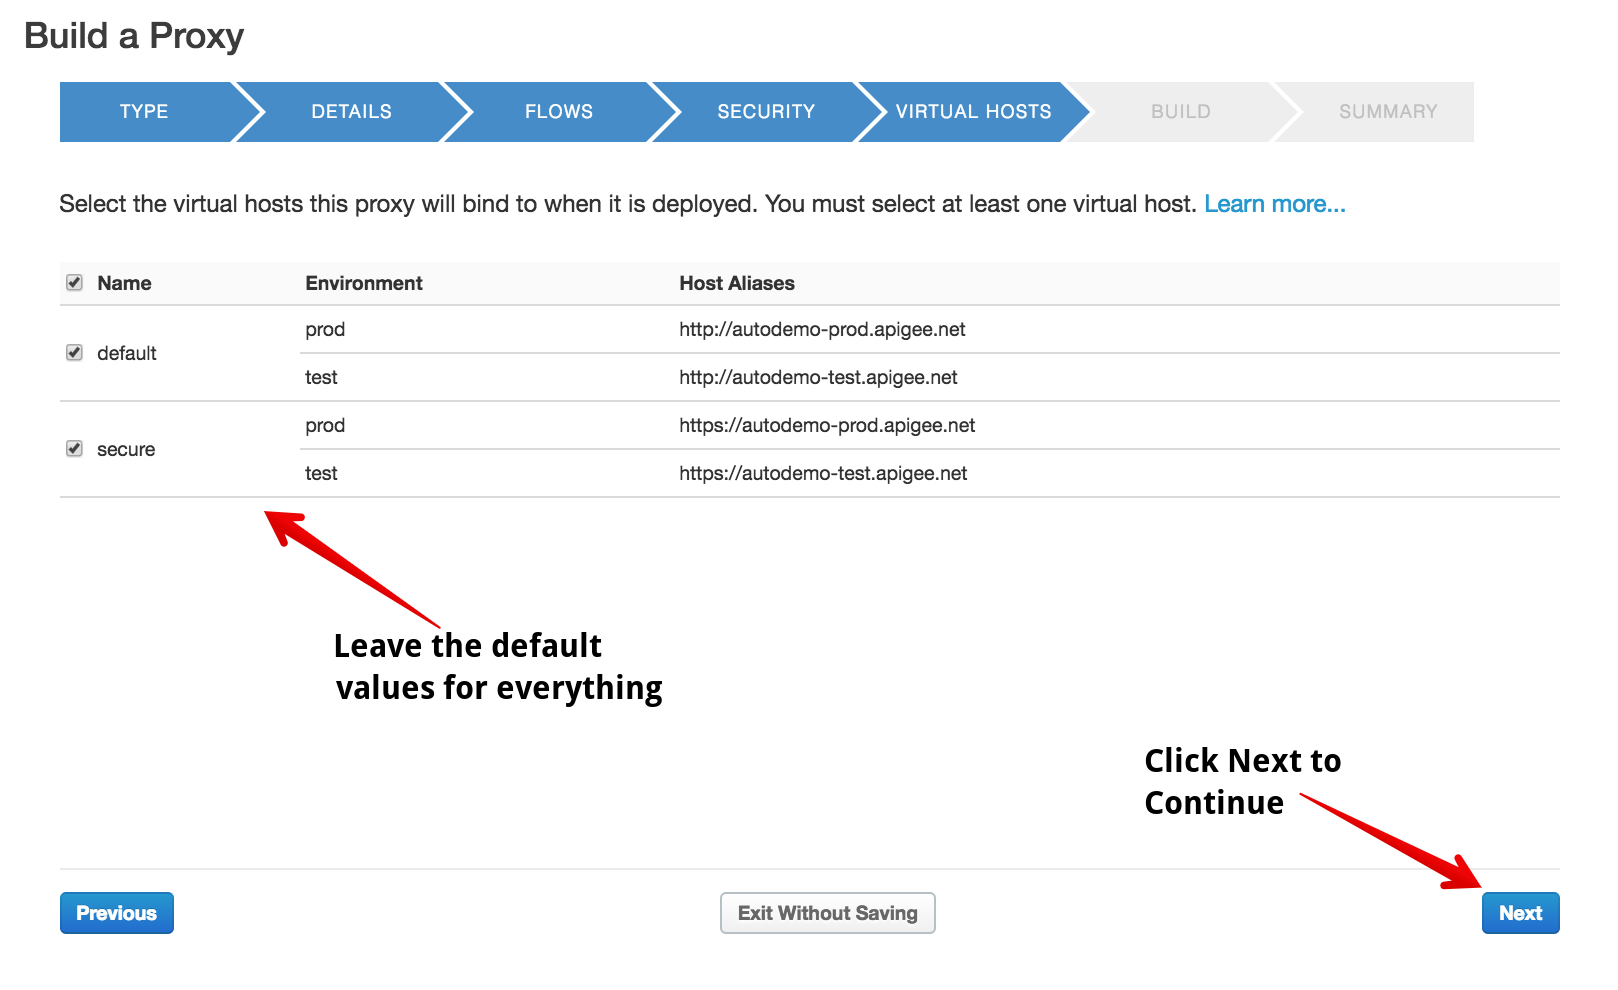 Build a Proxy
TYPE DETAILS FLOWS SECURITY VIRTUAL HOSTS BUILD SUMMARY
Select the virtual hosts this proxy will bind to when it is deployed. You must select at least one virtual host. Learn more...
Name Environment Host Aliases
default
prod http://autodemo-prod.apigee.net
test http://autodemo-test.apigee.net
secure
prod https://autodemo-prod.apigee.net
test https://autodemo-test.apigee.net
Leave the default
values for everything
Click Next to
Continue
Previous Exit Without Saving Next